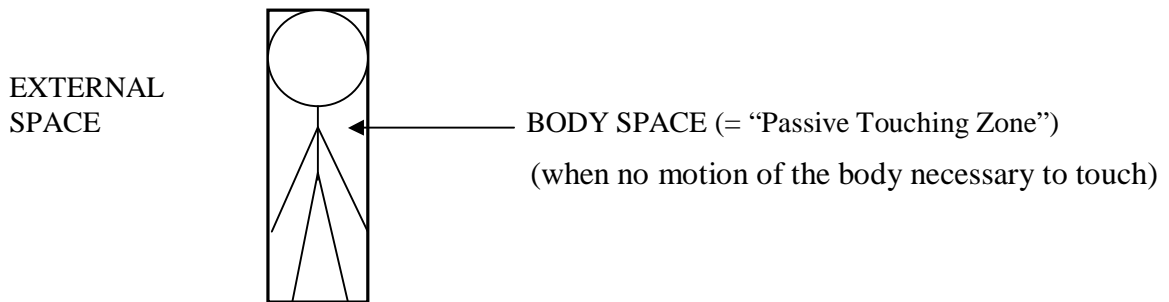 EXTERNAL
SPACE
BODY SPACE (= “Passive Touching Zone”)
(when no motion of the body necessary to touch)